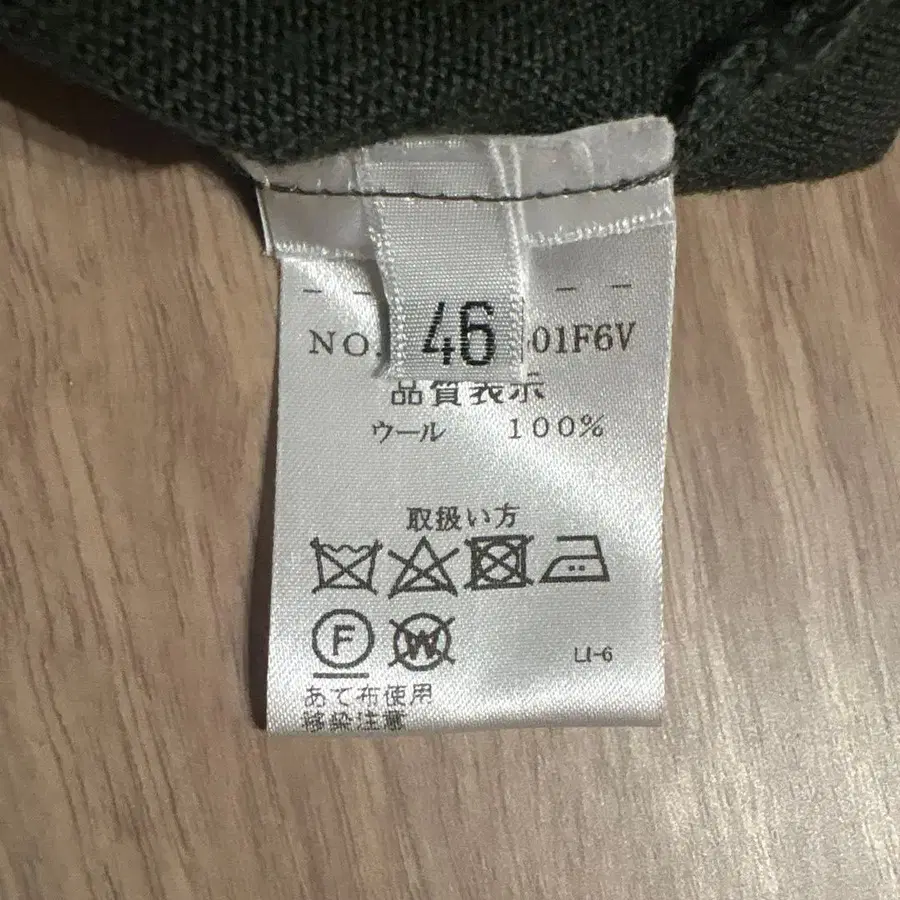 46
NO. 01F6V
品質表示
ウール 100%
取扱い方
F
W
LI-6
あて布使用
移染注意